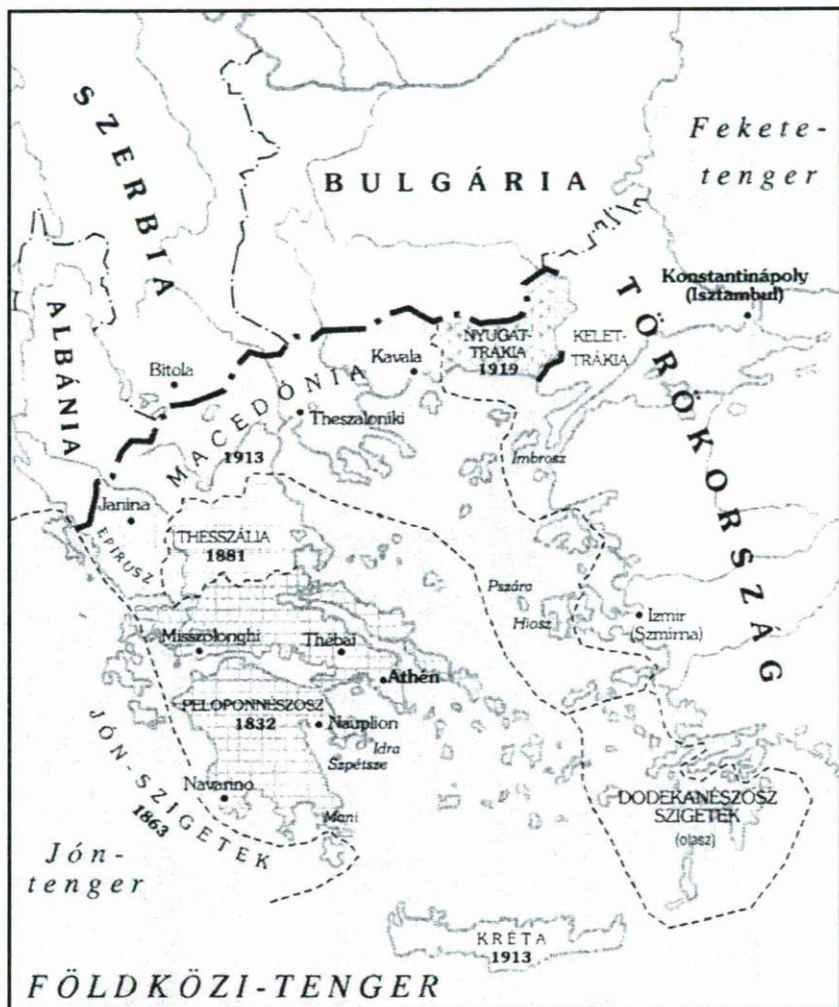 SZERBIA
Fekete-
tenger
BULGÁRIA
ALBÁNIA
Konstantinápoly
(Isztambul)
TÖRÖKORSZÁG
NYUGAT-
TRÁKIA
1919
KELET-
TRÁKIA
Bitola
Kavala
MACEDÓNIA
1913
Theszaloniki
Imbrosz
Janina
EPÍRUSZ
THESSZÁLIA
1881
Pszára
Hiosz
Izmir
(Szmirna)
Misszolonghi
Thébai
Athén
PELOPONNÉSZOSZ
1832
Nauplion
Idra
Szpétsze
JÓN-SZIGETEK
1863
Navarino
Mani
DODEKANÉSZOSZ
SZIGETEK
(olasz)
Jón-
tenger
KRÉTA
1913
FÖLDKÖZI-TENGER